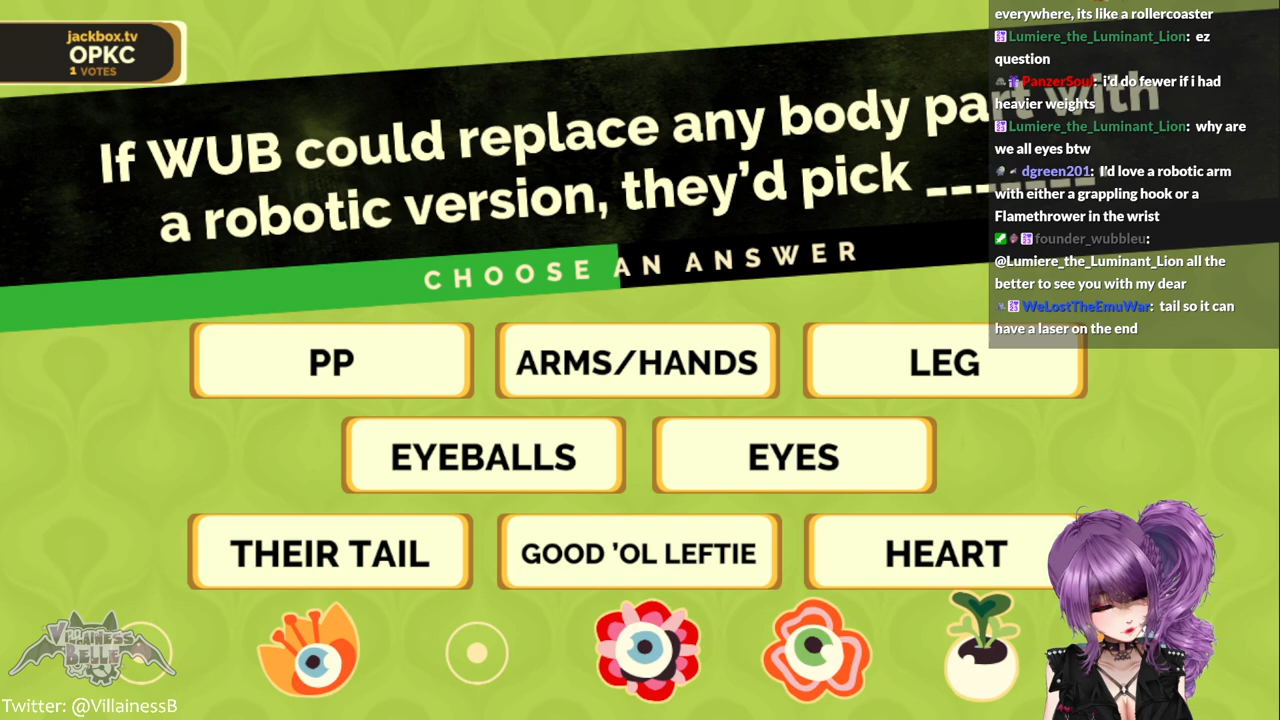 jackbox.tv
OPKC
1 VOTES
If WUB could replace any body part with
a robotic version, they'd pick _______
CHOOSE AN ANSWER
PP
ARMS/HANDS
LEG
EYEBALLS
EYES
THEIR TAIL
GOOD 'OL LEFTIE
HEART
everywhere, its like a rollercoaster
Lumiere_the_Luminant_Lion: ez
question
PanzerSoul: i'd do fewer if i had
heavier weights
Lumiere_the_Luminant_Lion: why are
we all eyes btw
dgreen201: I'd love a robotic arm
with either a grappling hook or a
Flamethrower in the wrist
founder_wubbleu:
@Lumiere_the_Luminant_Lion all the
better to see you with my dear
WeLostTheEmuWar: tail so it can
have a laser on the end
VILLAINESS
BELLE
Twitter: @VillainessB